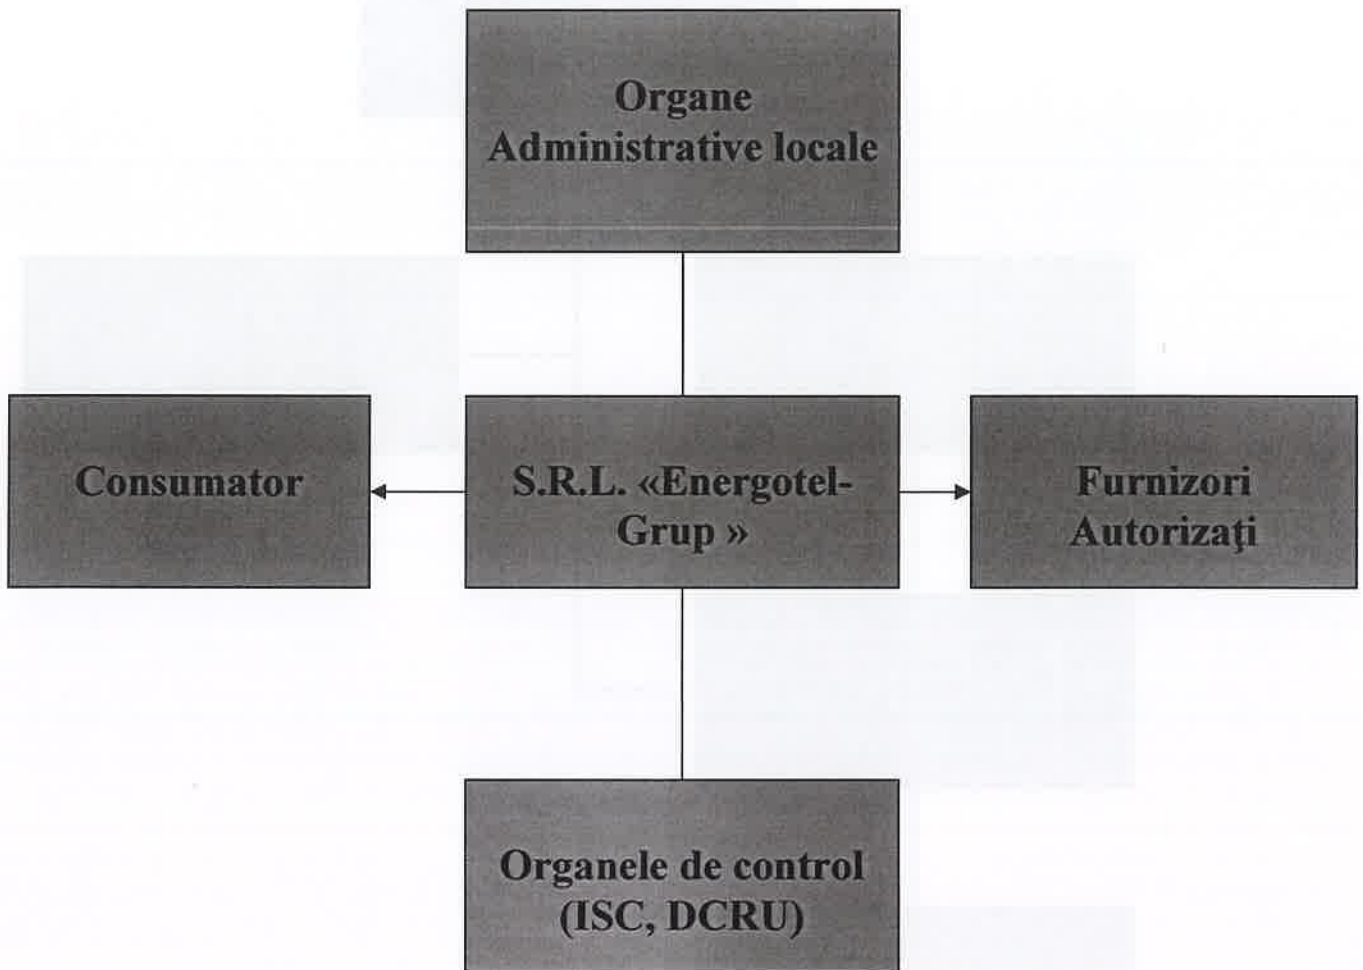 Organe
Administrative locale
Consumator
S.R.L. «Energotel-
Grup »
Furnizori
Autorizaţi
Organele de control
(ISC, DCRU)